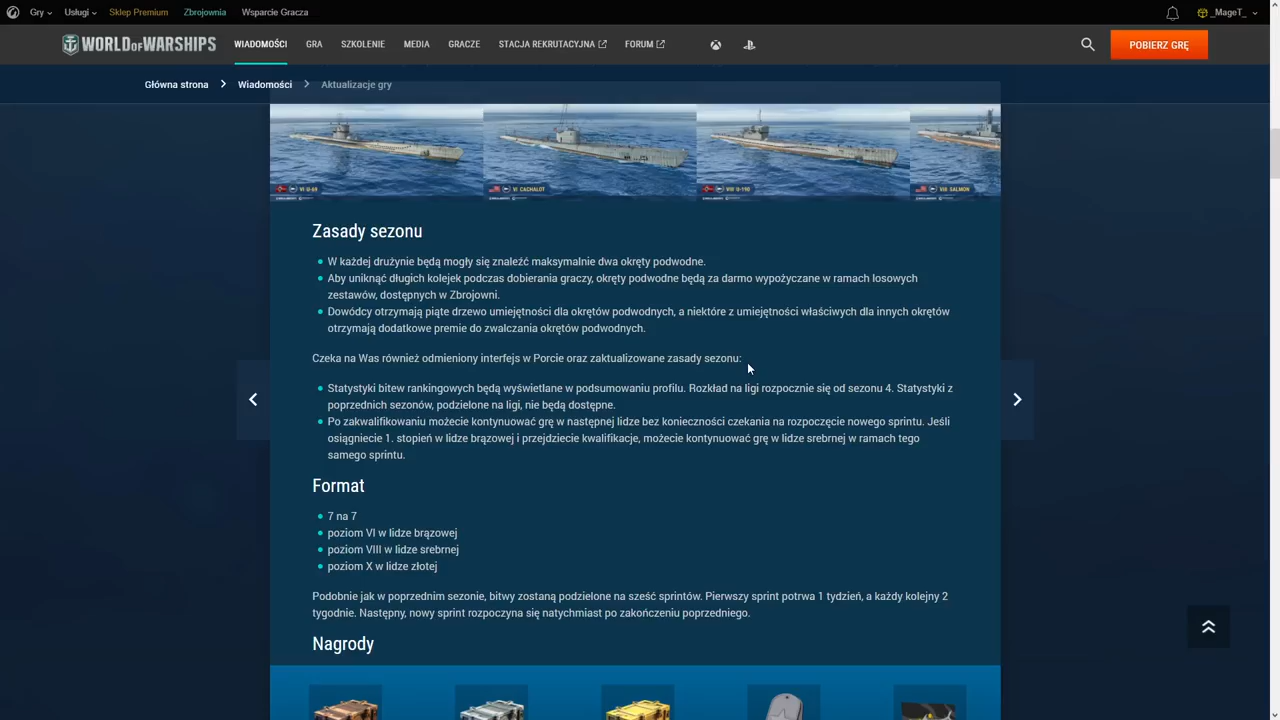 Gry Usługi Sklep Premium Zbrojownia Wsparcie Gracza _MageT_
WORLD OF WARSHIPS WIADOMOŚCI GRA SZKOLENIE MEDIA GRACZE STACJA REKRUTACYJNA FORUM POBIERZ GRĘ
Główna strona Wiadomości Aktualizacje gry
VI U-69 VI CACHALOT VIII U-190 VIII SALMON
Zasady sezonu
W każdej drużynie będą mogły się znaleźć maksymalnie dwa okręty podwodne.
Aby uniknąć długich kolejek podczas dobierania graczy, okręty podwodne będą za darmo wypożyczane w ramach losowych
zestawów, dostępnych w Zbrojowni.
Dowódcy otrzymają piąte drzewo umiejętności dla okrętów podwodnych, a niektóre z umiejętności właściwych dla innych okrętów
otrzymają dodatkowe premie do zwalczania okrętów podwodnych.
Czeka na Was również odmieniony interfejs w Porcie oraz zaktualizowane zasady sezonu:
Statystyki bitew rankingowych będą wyświetlane w podsumowaniu profilu. Rozkład na ligi rozpocznie się od sezonu 4. Statystyki z
poprzednich sezonów, podzielone na ligi, nie będą dostępne.
Po zakwalifikowaniu możecie kontynuować grę w następnej lidze bez konieczności czekania na rozpoczęcie nowego sprintu. Jeśli
osiągniecie 1. stopień w lidze brązowej i przejdziecie kwalifikacje, możecie kontynuować grę w lidze srebrnej w ramach tego
samego sprintu.
Format
7 na 7
poziom VI w lidze brązowej
poziom VIII w lidze srebrnej
poziom X w lidze złotej
Podobnie jak w poprzednim sezonie, bitwy zostaną podzielone na sześć sprintów. Pierwszy sprint potrwa 1 tydzień, a każdy kolejny 2
tygodnie. Następny, nowy sprint rozpoczyna się natychmiast po zakończeniu poprzedniego.
Nagrody